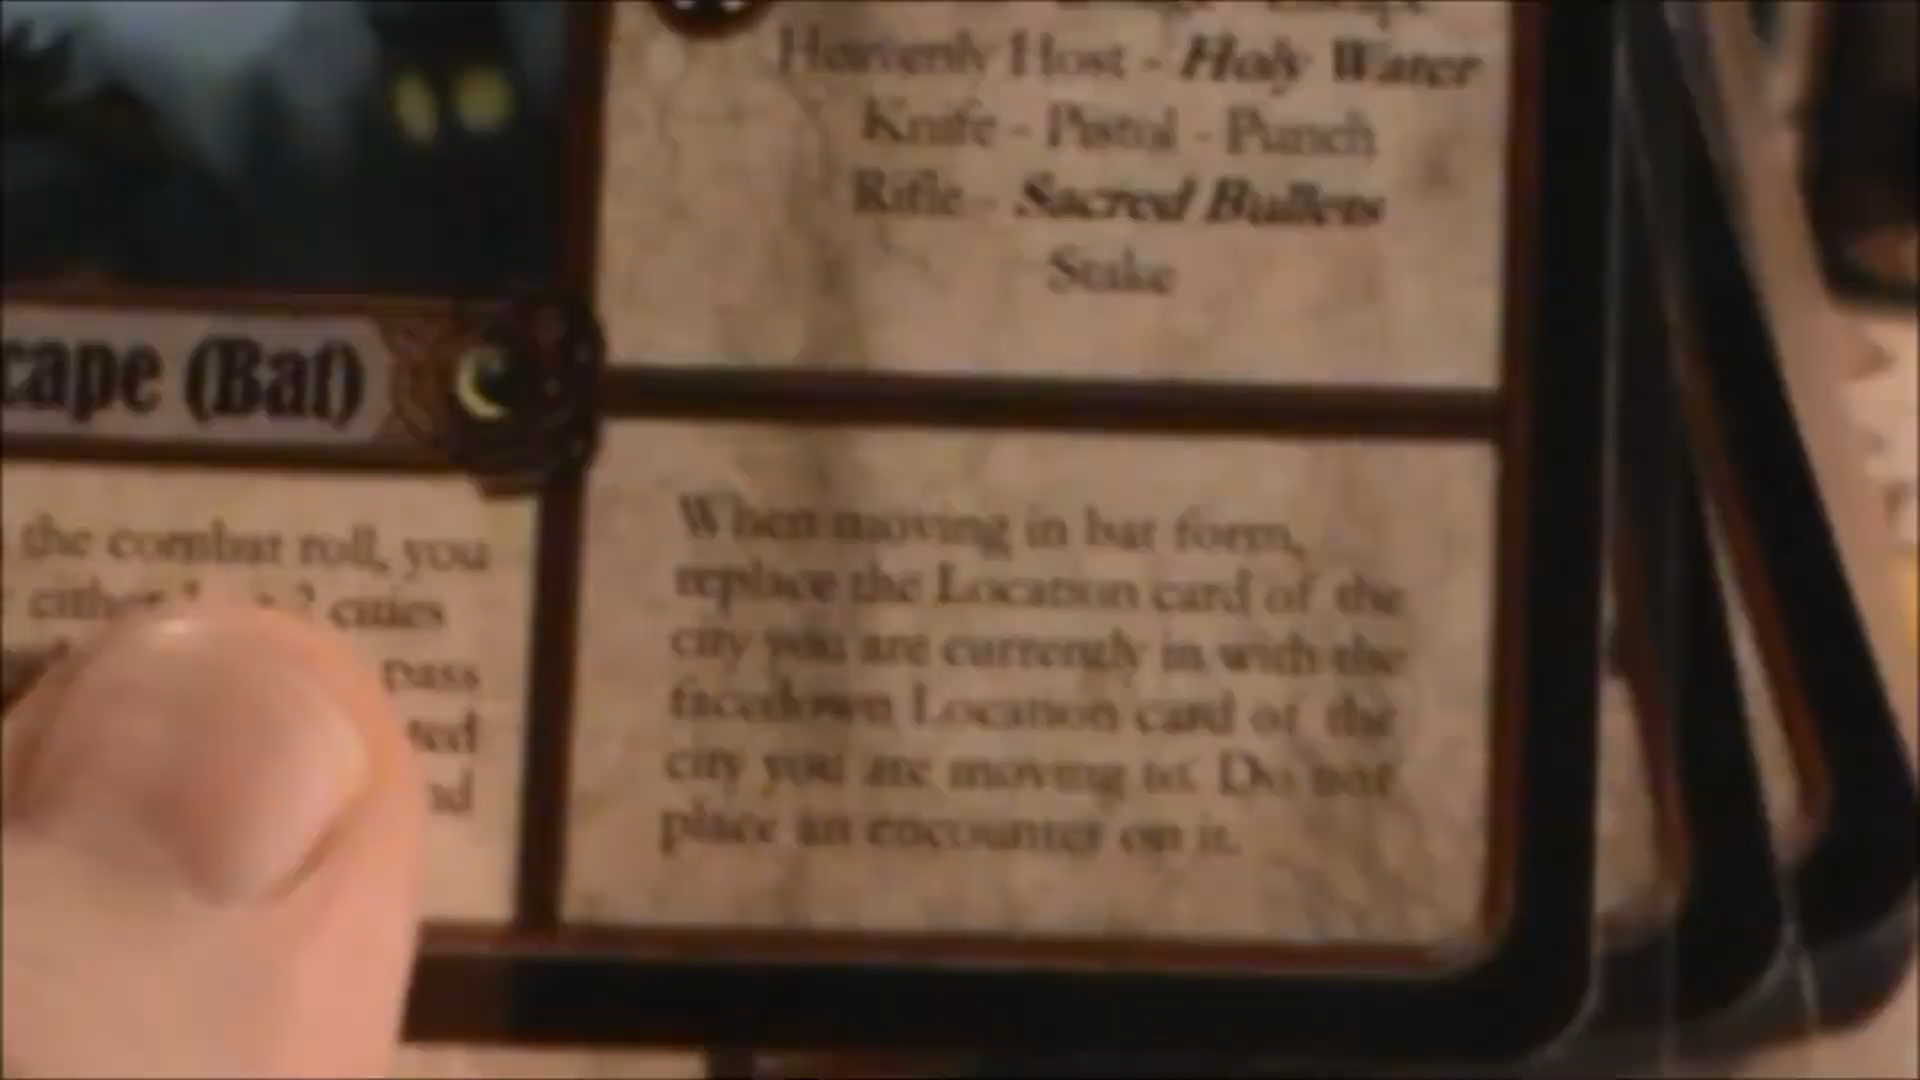 Heavenly Host - Holy Water
Knife - Pistol - Punch
Rifle - Sacred Bullets
Stake
cape (Bat)
the combat roll, you
cities
pass
ted
When moving in bat form,
replace the Location card of the
city you are currently in with the
facedown Location card of the
city you are moving to. Do not
place an encounter on it.